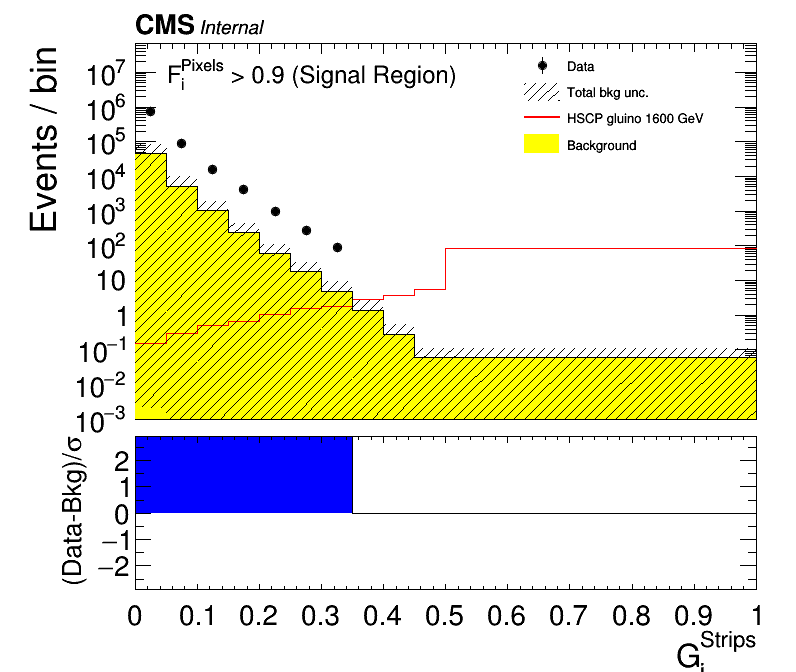 CMS Internal
F_i^Pixels > 0.9 (Signal Region)
Data
Total bkg unc.
HSCP gluino 1600 GeV
Background
Events / bin
10^7
10^6
10^5
10^4
10^3
10^2
10
1
10^−1
10^−2
10^−3
(Data-Bkg)/σ
2
1
0
−1
−2
0 0.1 0.2 0.3 0.4 0.5 0.6 0.7 0.8 0.9 1
G_i^Strips